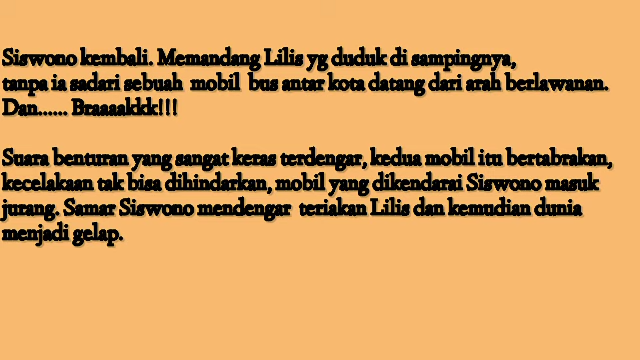 Siswono kembali. Memandang Lilis yg duduk di sampingnya,
tanpa ia sadari sebuah mobil bus antar kota datang dari arah berlawanan.
Dan...... Braaaakkk!!!
Suara benturan yang sangat keras terdengar, kedua mobil itu bertabrakan,
kecelakaan tak bisa dihindarkan, mobil yang dikendarai Siswono masuk
jurang. Samar Siswono mendengar teriakan Lilis dan kemudian dunia
menjadi gelap.